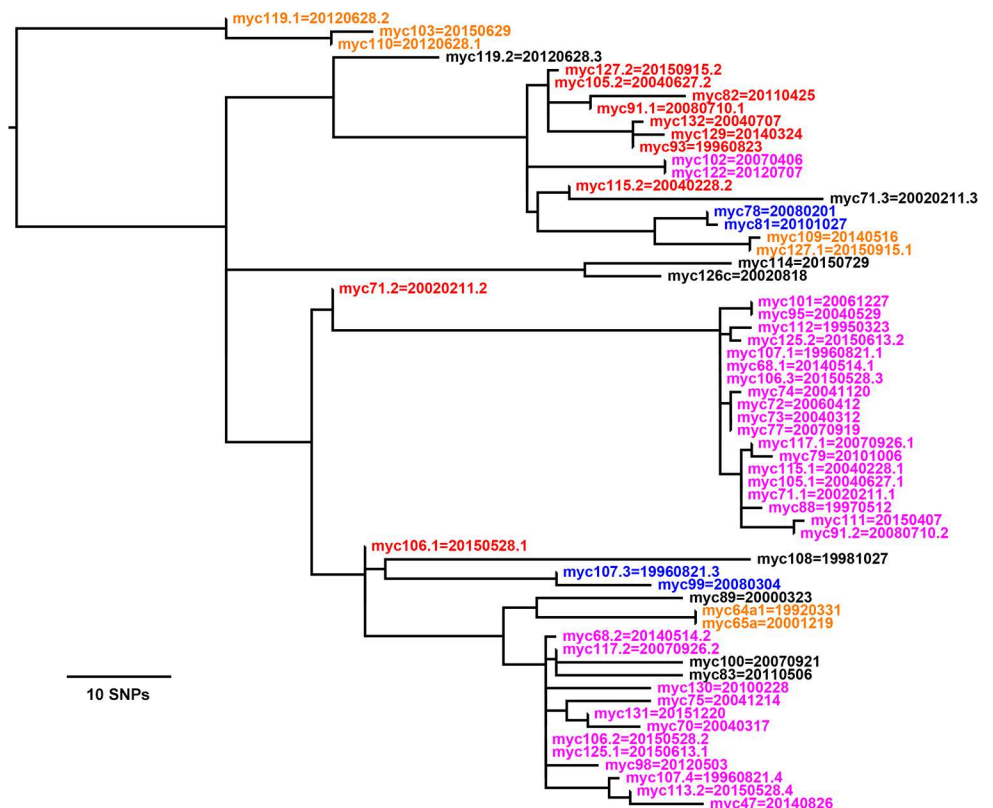 myc119.1=20120628.2
myc103=20150629
myc110=20120628.1
myc119.2=20120628.3
myc127.2=20150915.2
myc105.2=20040627.2
myc82=20110425
myc91.1=20080710.1
myc132=20040707
myc129=20140324
myc93=19960823
myc102=20070406
myc122=20120707
myc115.2=20040228.2
myc71.3=20020211.3
myc78=20080201
myc81=20101027
myc109=20140516
myc127.1=20150915.1
myc114=20150729
myc126c=20020818
myc71.2=20020211.2
myc101=20061227
myc95=20040529
myc112=19950323
myc125.2=20150613.2
myc107.1=19960821.1
myc68.1=20140514.1
myc106.3=20150528.3
myc74=20041120
myc72=20060412
myc73=20040312
myc77=20070919
myc117.1=20070926.1
myc79=20101006
myc115.1=20040228.1
myc105.1=20040627.1
myc71.1=20020211.1
myc88=19970512
myc111=20150407
myc91.2=20080710.2
myc106.1=20150528.1
myc108=19981027
myc107.3=19960821.3
myc99=20080304
myc89=20000323
myc64a1=19920331
myc65a=20001219
myc68.2=20140514.2
myc117.2=20070926.2
myc100=20070921
myc83=20110506
myc130=20100228
myc75=20041214
myc131=20151220
myc70=20040317
myc106.2=20150528.2
myc125.1=20150613.1
myc98=20120503
myc107.4=19960821.4
myc113.2=20150528.4
myc47=20140826
10 SNPs